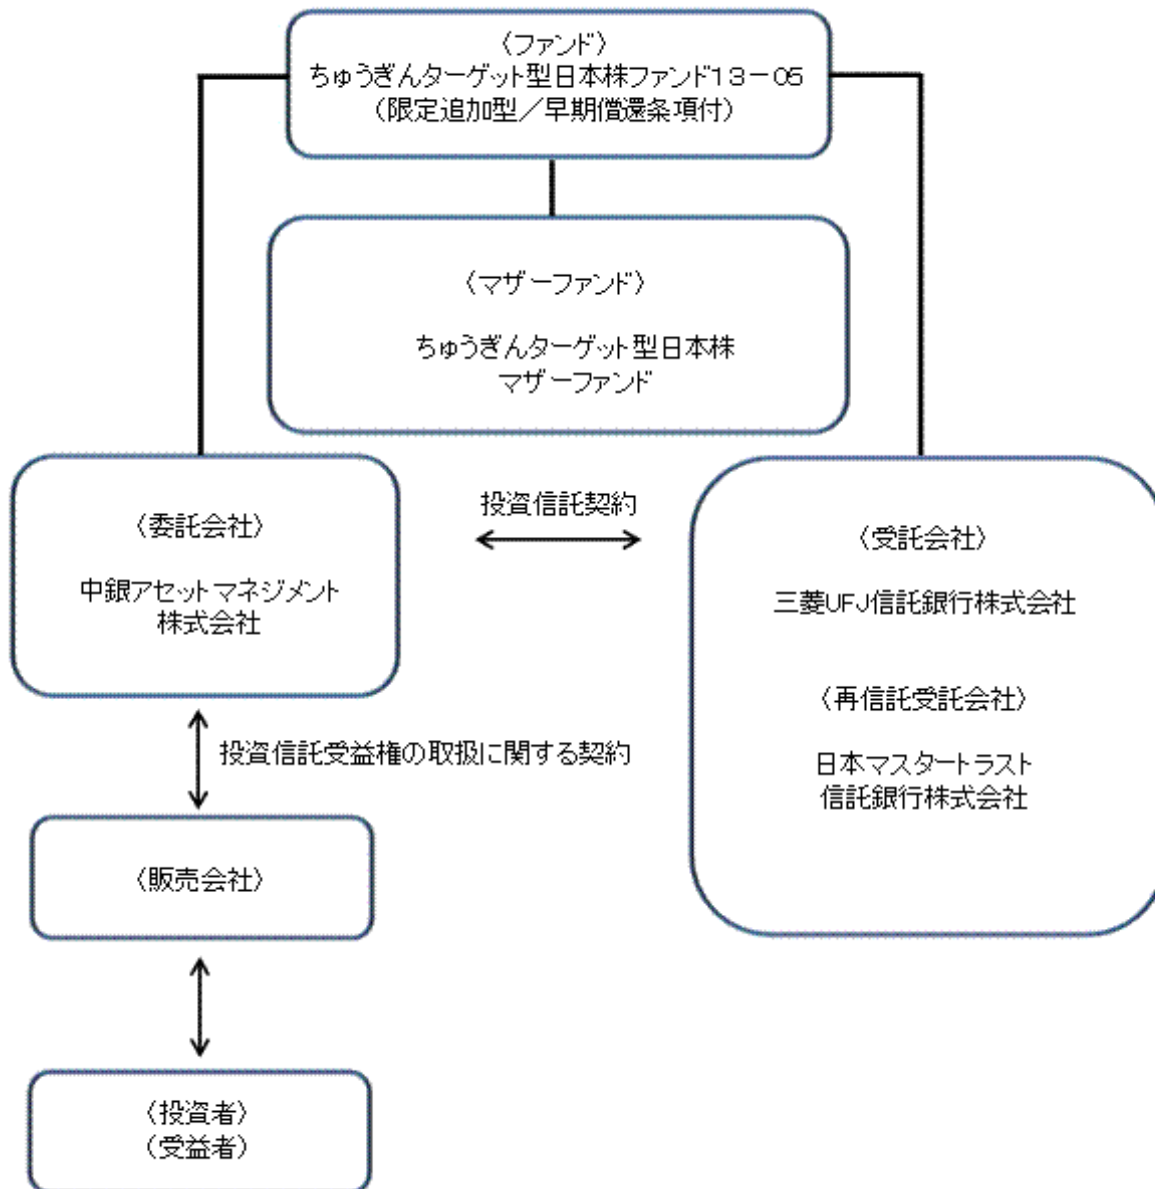 〈ファンド〉
ちゅうぎんターゲット型日本株ファンド13－05
（限定追加型／早期償還条項付）
〈マザーファンド〉
ちゅうぎんターゲット型日本株
マザーファンド
〈委託会社〉
中銀アセットマネジメント
株式会社
投資信託契約
〈受託会社〉
三菱UFJ信託銀行株式会社
〈再信託受託会社〉
日本マスタートラスト
信託銀行株式会社
投資信託受益権の取扱に関する契約
〈販売会社〉
〈投資者〉
（受益者）